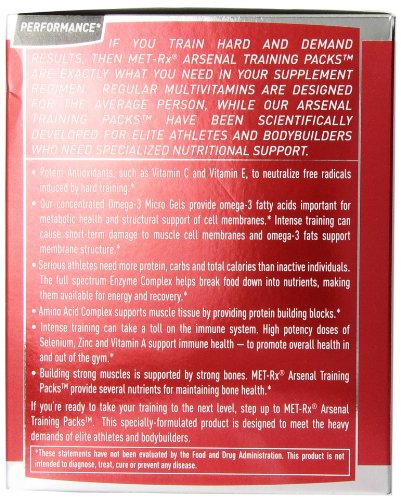 PERFORMANCE*
IF YOU TRAIN HARD AND DEMAND
RESULTS, THEN MET-Rx® ARSENAL TRAINING PACKS™
ARE EXACTLY WHAT YOU NEED IN YOUR SUPPLEMENT
REGIMEN. REGULAR MULTIVITAMINS ARE DESIGNED
FOR THE AVERAGE PERSON, WHILE OUR ARSENAL
TRAINING PACKS™ HAVE BEEN SCIENTIFICALLY
DEVELOPED FOR ELITE ATHLETES AND BODYBUILDERS
WHO NEED SPECIALIZED NUTRITIONAL SUPPORT.
• Potent Antioxidants, such as Vitamin C and Vitamin E, to neutralize free radicals
induced by hard training.*
• Our concentrated Omega-3 Micro Gels provide omega-3 fatty acids important for
metabolic health and structural support of cell membranes.* Intense training can
cause short-term damage to muscle cell membranes and omega-3 fats support
membrane structure.*
• Serious athletes need more protein, carbs and total calories than inactive individuals.
The full spectrum Enzyme Complex helps break food down into nutrients, making
them available for energy and recovery.*
• Amino Acid Complex supports muscle tissue by providing protein building blocks.*
• Intense training can take a toll on the immune system. High potency doses of
Selenium, Zinc and Vitamin A support immune health – to promote overall health in
and out of the gym.*
• Building strong muscles is supported by strong bones. MET-Rx® Arsenal Training
Packs™ provide several nutrients for maintaining bone health.*
If you're ready to take your training to the next level, step up to MET-Rx® Arsenal
Training Packs™. This specially-formulated product is designed to meet the heavy
demands of elite athletes and bodybuilders.
*These statements have not been evaluated by the Food and Drug Administration. This product is not
intended to diagnose, treat, cure or prevent any disease.